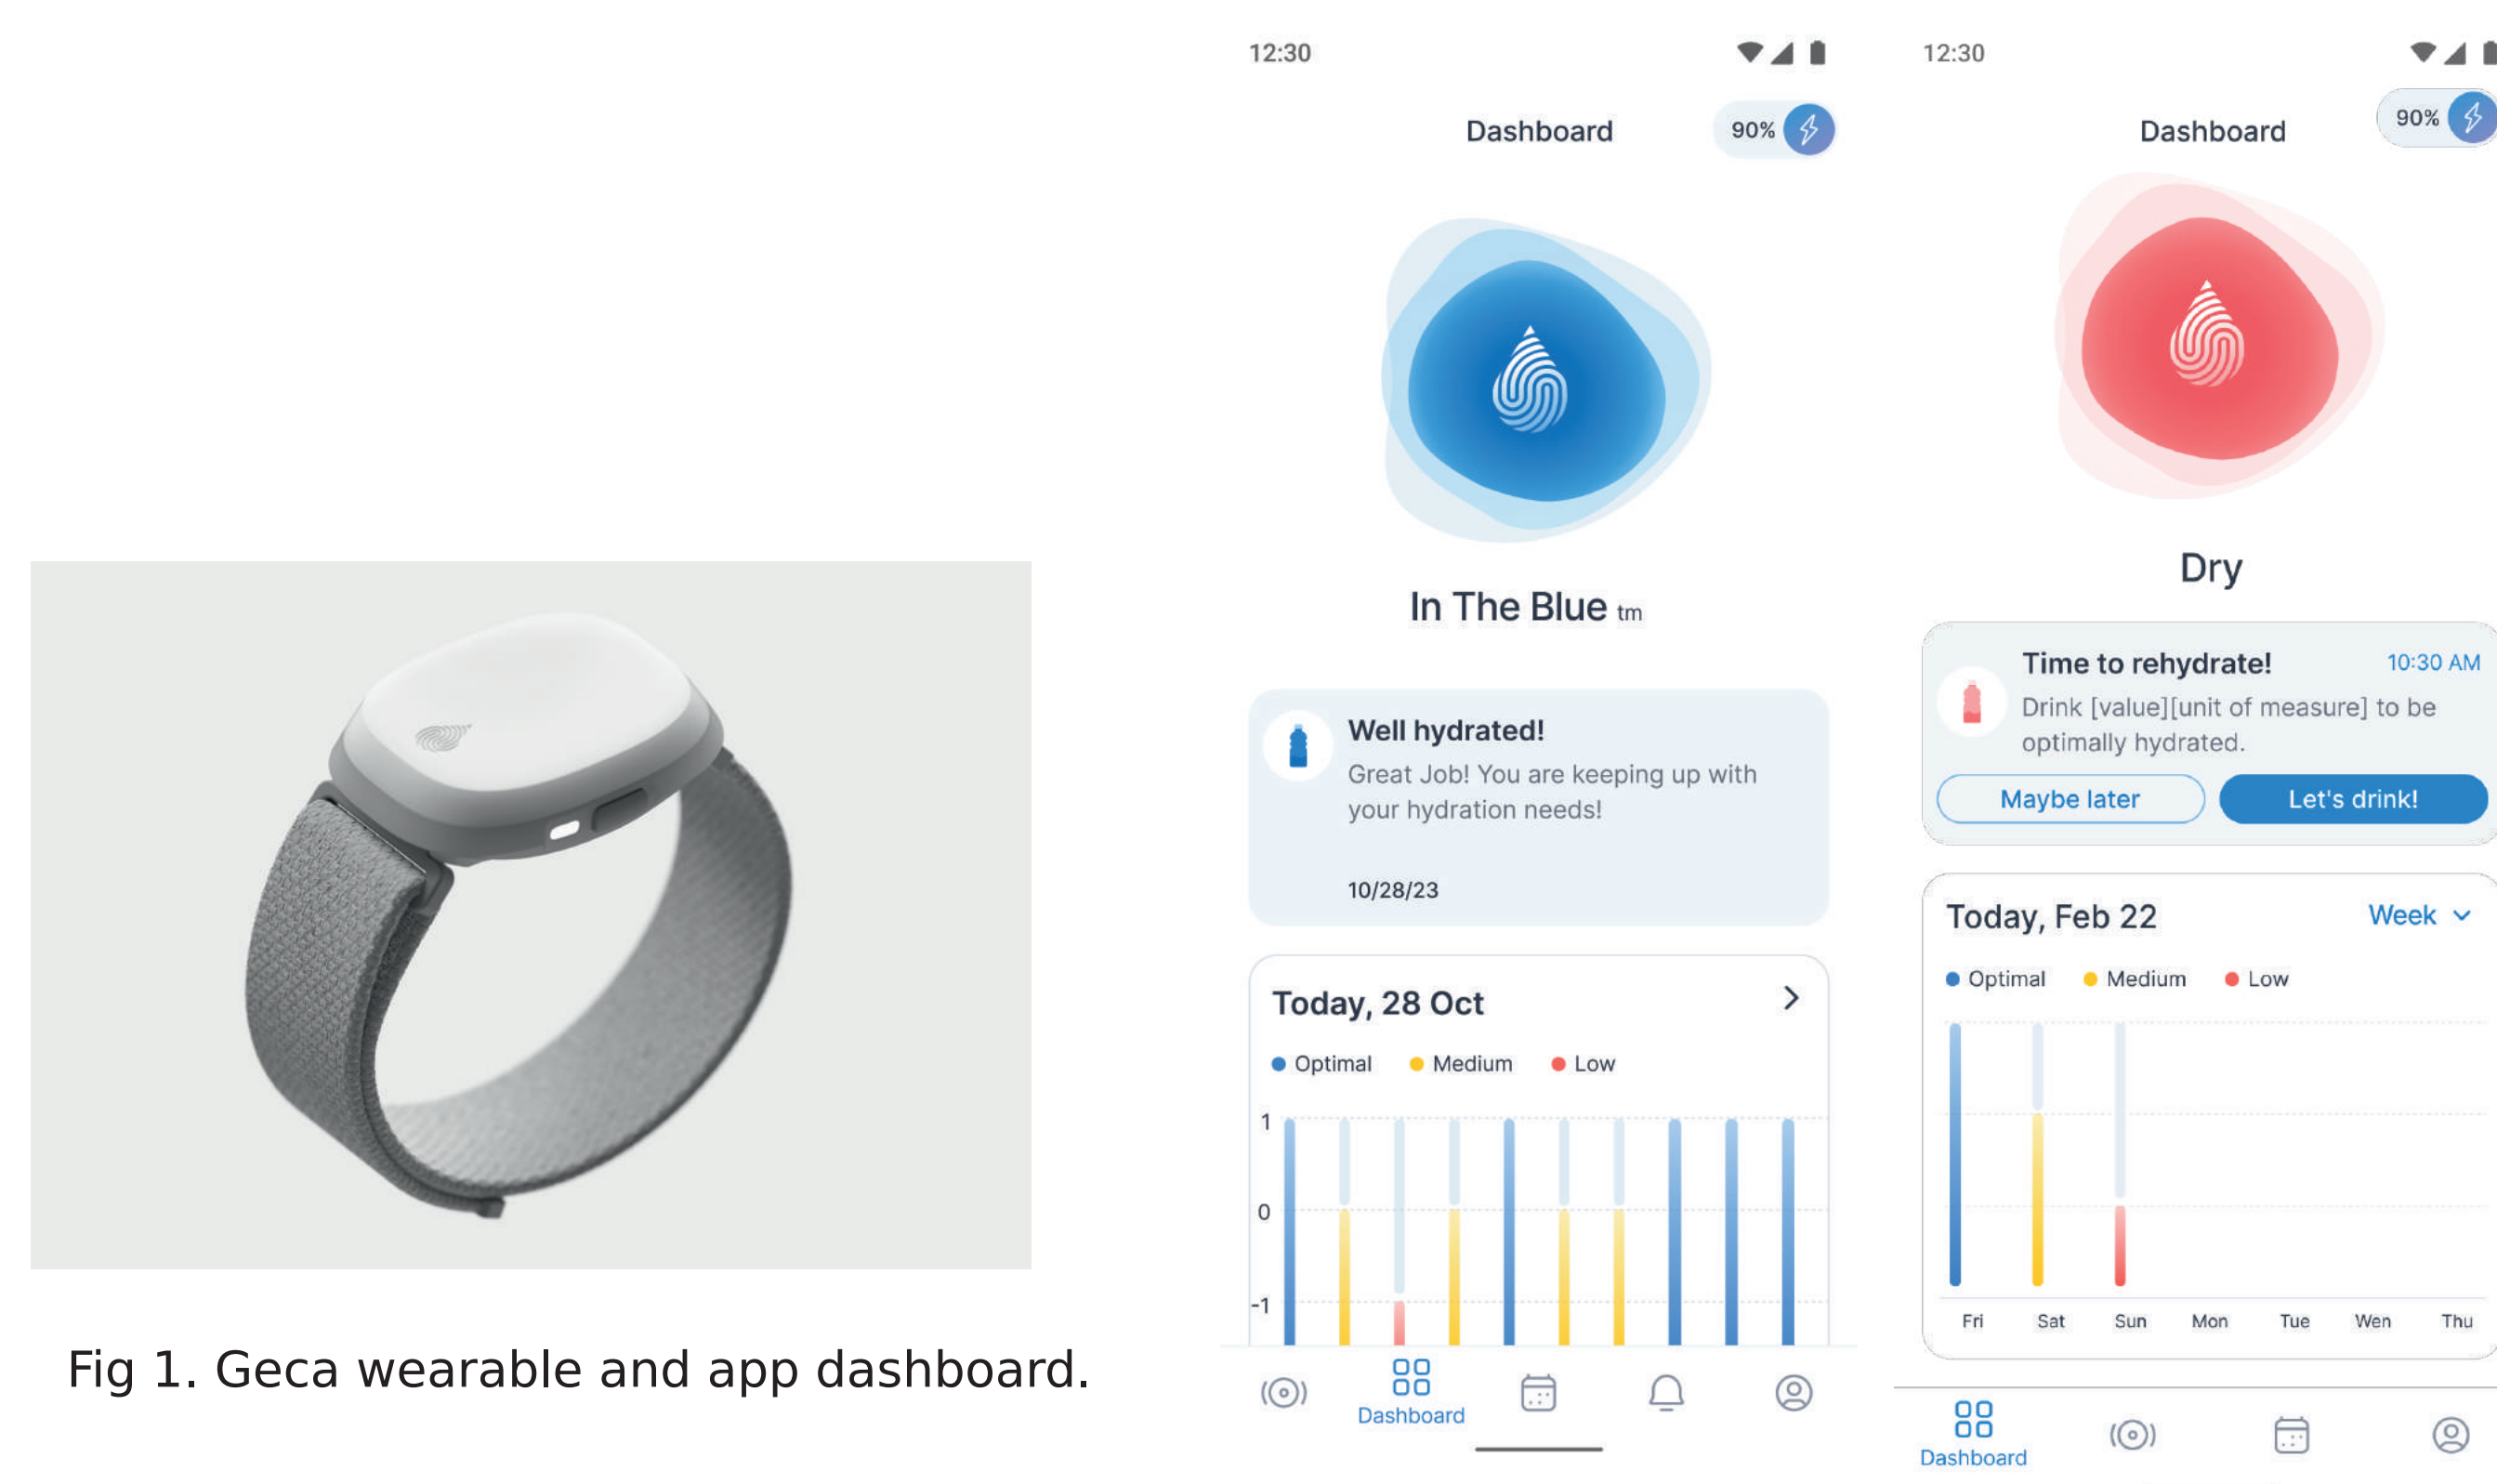 12:30
Dashboard
90%
In The Blue tm
Well hydrated!
Great Job! You are keeping up with
your hydration needs!
10/28/23
Today, 28 Oct
Optimal
Medium
Low
1
0
-1
Dashboard
12:30
Dashboard
90%
Dry
Time to rehydrate!
10:30 AM
Drink [value][unit of measure] to be
optimally hydrated.
Maybe later
Let's drink!
Today, Feb 22
Week
Optimal
Medium
Low
Fri Sat Sun Mon Tue Wen Thu
Dashboard
Fig 1. Geca wearable and app dashboard.